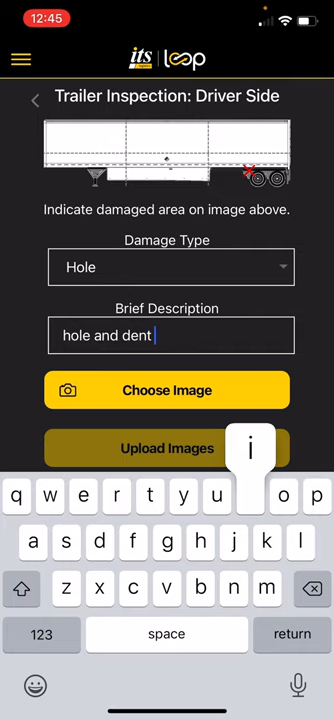 12:45
its loop
Trailer Inspection: Driver Side
Indicate damaged area on image above.
Damage Type
Hole
Brief Description
hole and dent
Choose Image
Upload Images
i
q w e r t y u o p
a s d f g h j k l
z x c v b n m
123 space return